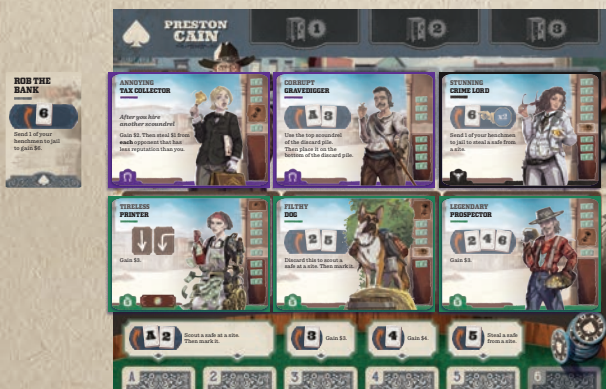 PRESTON
CAIN
1
2
3
ROB THE
BANK
6
Send 1 of your
henchmen to jail
to gain $6.
ANNOYING
TAX COLLECTOR
After you hire
another scoundrel
Gain $2. Then steal $1 from
each opponent that has
less reputation than you.
CORRUPT
GRAVEDIGGER
A 3
Use the top scoundrel
of the discard pile.
Then place it on the
bottom of the discard pile.
STUNNING
CRIME LORD
6 x2
Send 1 of your henchmen
to jail to steal a safe from
a site.
TIRELESS
PRINTER
Gain $3.
FILTHY
DOG
2 5
Discard this to scout a
safe at a site. Then mark it.
LEGENDARY
PROSPECTOR
2 4 6
Gain $3.
A 2
Scout a safe at a site.
Then mark it.
3
Gain $3.
4
Gain $4.
5
Steal a safe
from a site.
A
2
3
4
5
6